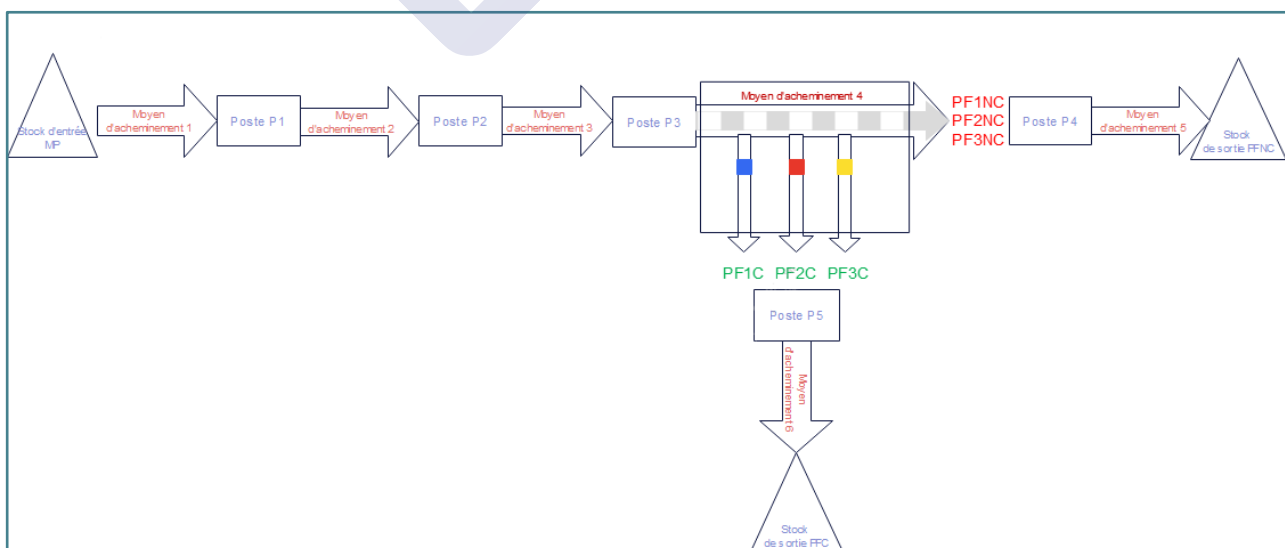 Stock d'entrée
MP
Moyen
d'acheminement 1
Poste P1
Moyen
d'acheminement 2
Poste P2
Moyen
d'acheminement 3
Poste P3
Moyen d'acheminement 4
PF1NC
PF2NC
PF3NC
Poste P4
Moyen
d'acheminement 5
Stock
de sortie PFNC
PF1C PF2C PF3C
Poste P5
Moyen
d'acheminement 6
Stock
de sortie PFC